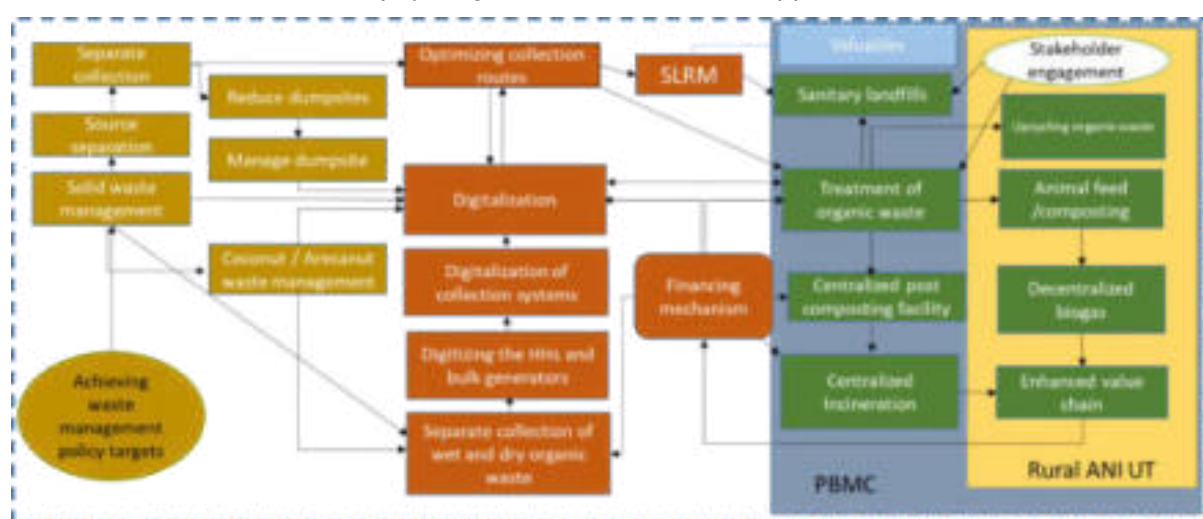 Separate
collection
Source
separation
Solid waste
management
Achieving
waste
management
policy targets
Reduce dumpsites
Manage dumpsite
Coconut / Arecanut
waste management
Optimizing collection
routes
Digitalization
Digitalization of
collection systems
Digitizing the HHs and
bulk generators
Separate collection of
wet and dry organic
waste
SLRM
Financing
mechanism
Valuables
Sanitary landfills
Treatment of
organic waste
Centralized post
composting facility
Centralized
Incineration
PBMC
Stakeholder
engagement
organic waste
Animal feed
/composting
Decentralized
biogas
Enhanced value
chain
Rural ANI UT